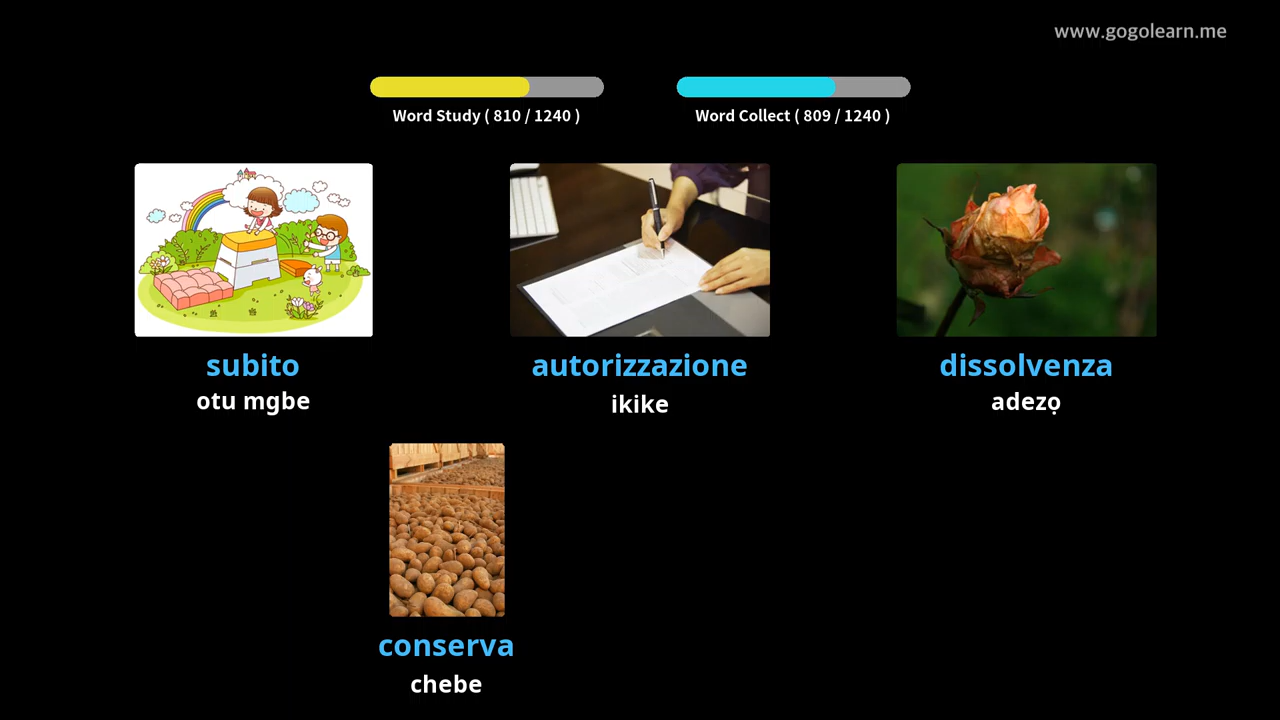 www.gogolearn.me
Word Study ( 810 / 1240 )
Word Collect ( 809 / 1240 )
subito
otu mgbe
autorizzazione
ikike
dissolvenza
adezọ
conserva
chebe